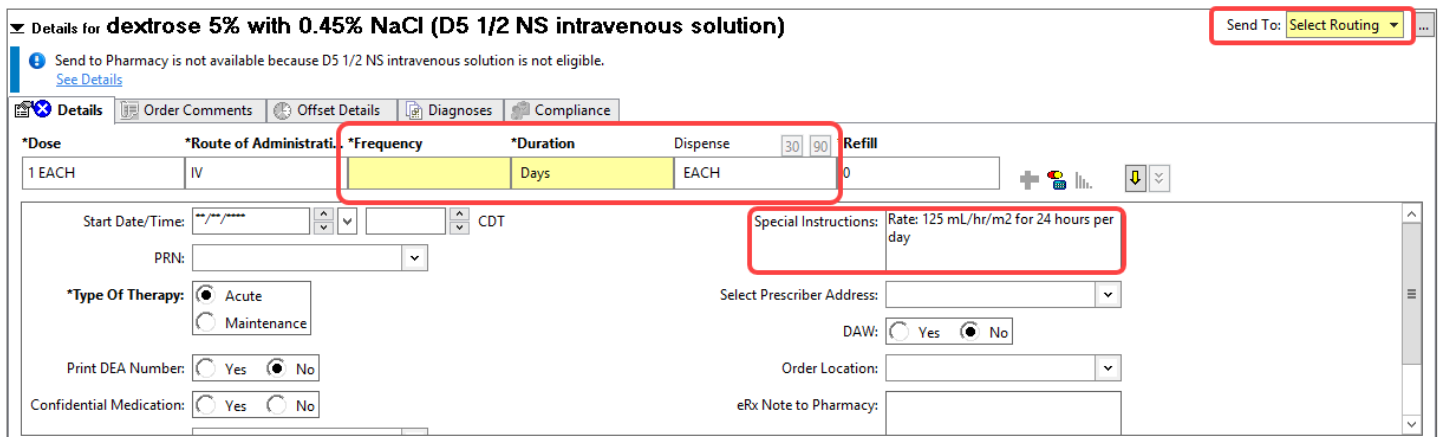 Details for dextrose 5% with 0.45% NaCl (D5 1/2 NS intravenous solution)
Send To: Select Routing ...
Send to Pharmacy is not available because D5 1/2 NS intravenous solution is not eligible.
See Details
Details Order Comments Offset Details Diagnoses Compliance
*Dose *Route of Administrati... *Frequency *Duration Dispense 30 90 *Refill
1 EACH IV Days EACH 0
Start Date/Time: **/**/**** CDT
Special Instructions: Rate: 125 mL/hr/m2 for 24 hours per
day
PRN:
*Type Of Therapy: Acute
Maintenance
Select Prescriber Address:
DAW: Yes No
Print DEA Number: Yes No
Order Location:
Confidential Medication: Yes No
eRx Note to Pharmacy: